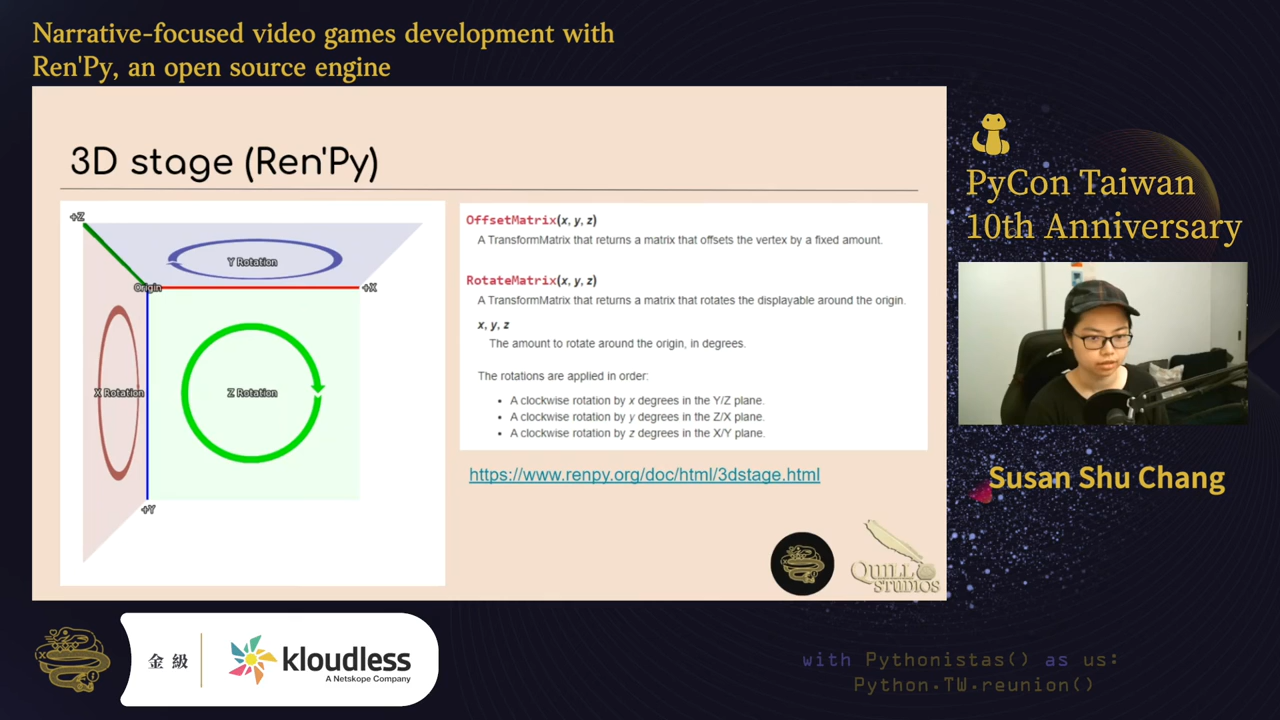 Narrative-focused video games development with
Ren'Py, an open source engine
3D stage (Ren'Py)
+Z
Y Rotation
Origin
+X
X Rotation
Z Rotation
+Y
OffsetMatrix(x, y, z)
A TransformMatrix that returns a matrix that offsets the vertex by a fixed amount.
RotateMatrix(x, y, z)
A TransformMatrix that returns a matrix that rotates the displayable around the origin.
x, y, z
The amount to rotate around the origin, in degrees.
The rotations are applied in order:
• A clockwise rotation by x degrees in the Y/Z plane.
• A clockwise rotation by y degrees in the Z/X plane.
• A clockwise rotation by z degrees in the X/Y plane.
https://www.renpy.org/doc/html/3dstage.html
QUILL
STUDIOS
PyCon Taiwan
10th Anniversary
Susan Shu Chang
金級
kloudless
A Netskope Company
with Pythonistas() as us:
Python.TW.reunion()